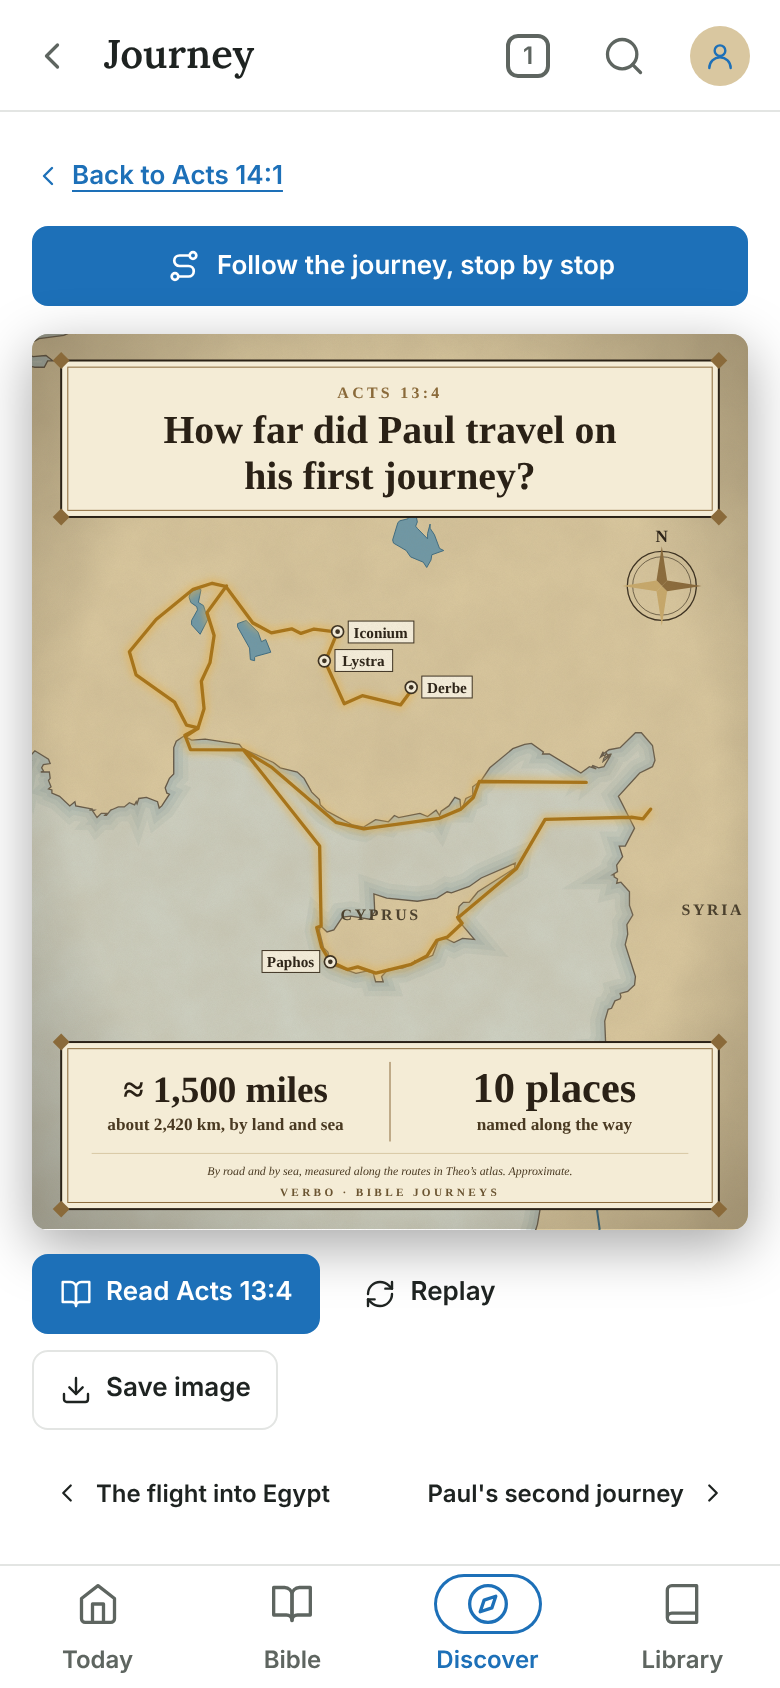 Journey
1
Back to Acts 14:1
Follow the journey, stop by stop
ACTS 13:4
How far did Paul travel on
his first journey?
N
Iconium
Lystra
Derbe
CYPRUS
SYRIA
Paphos
≈ 1,500 miles
about 2,420 km, by land and sea
10 places
named along the way
By road and by sea, measured along the routes in Theo’s atlas. Approximate.
VERBO · BIBLE JOURNEYS
Read Acts 13:4
Replay
Save image
The flight into Egypt
Paul's second journey
Today
Bible
Discover
Library